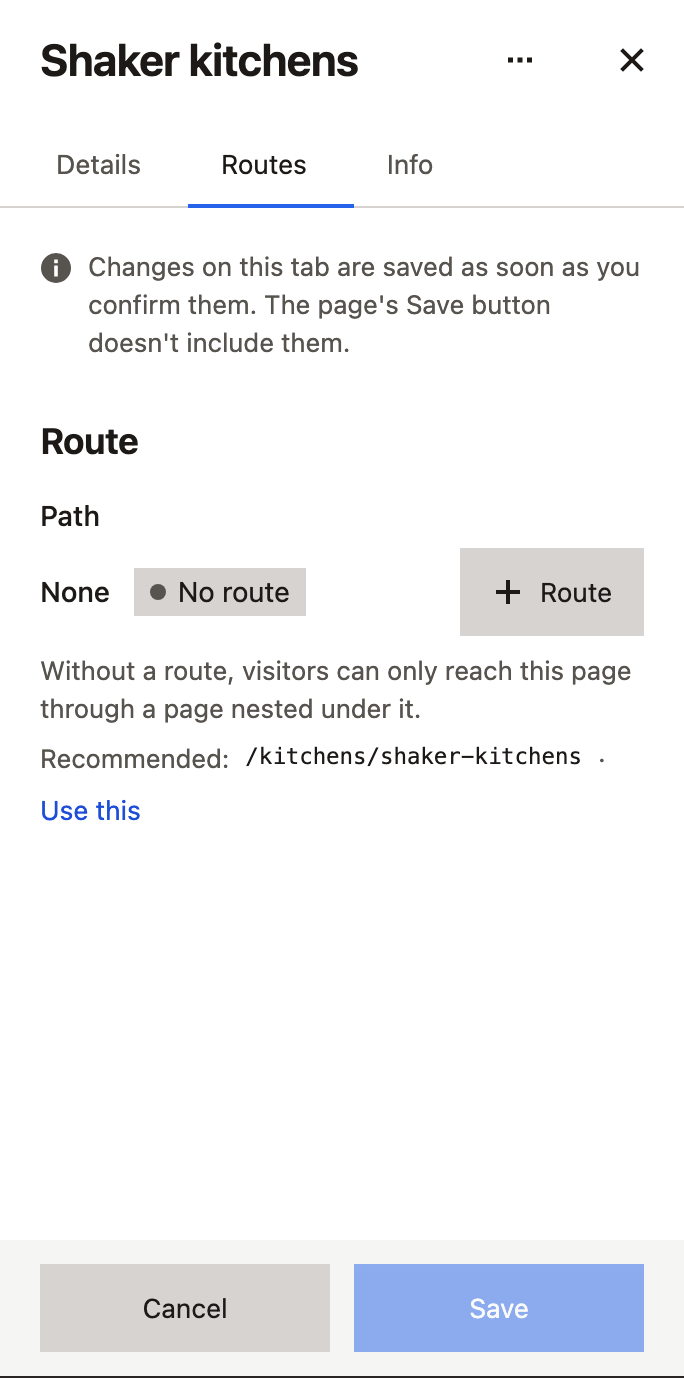 Shaker kitchens
Details Routes Info
Changes on this tab are saved as soon as you
confirm them. The page's Save button
doesn't include them.
Route
Path
None No route + Route
Without a route, visitors can only reach this page
through a page nested under it.
Recommended: /kitchens/shaker-kitchens ·
Use this
Cancel Save